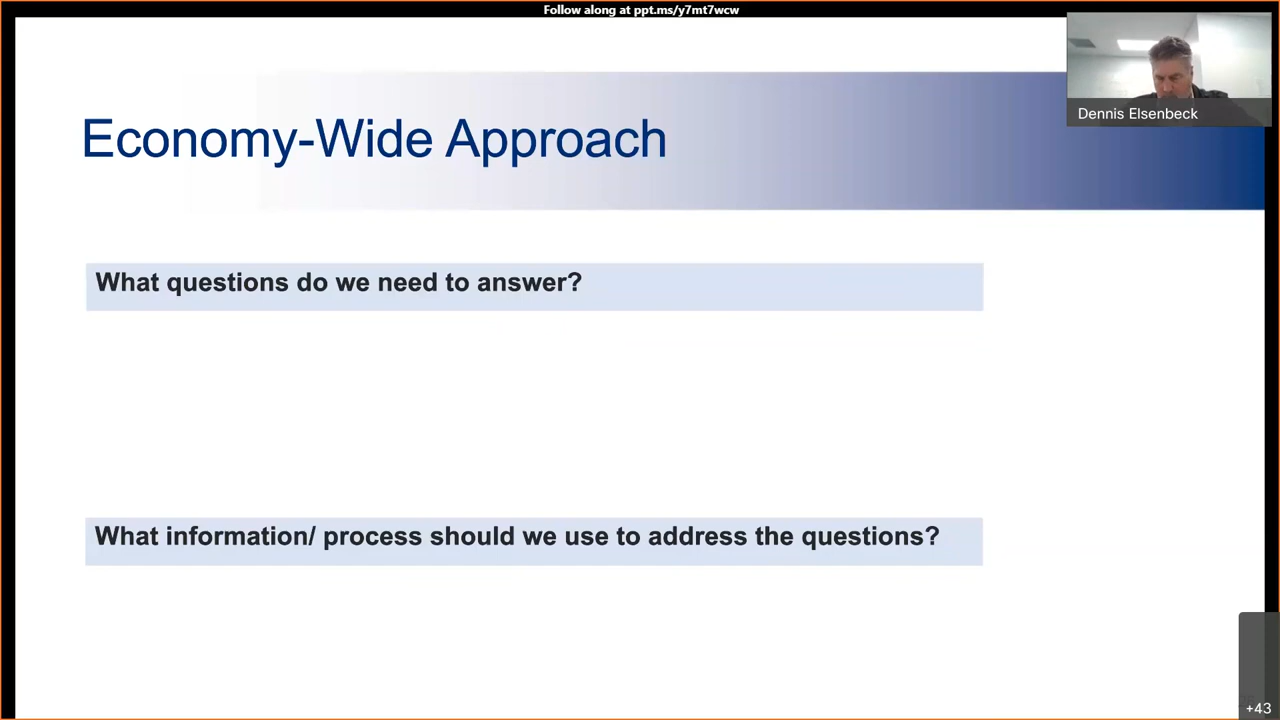 Follow along at ppt.ms/y7mt7wcw
Dennis Elsenbeck
Economy-Wide Approach
What questions do we need to answer?
What information/ process should we use to address the questions?
+43